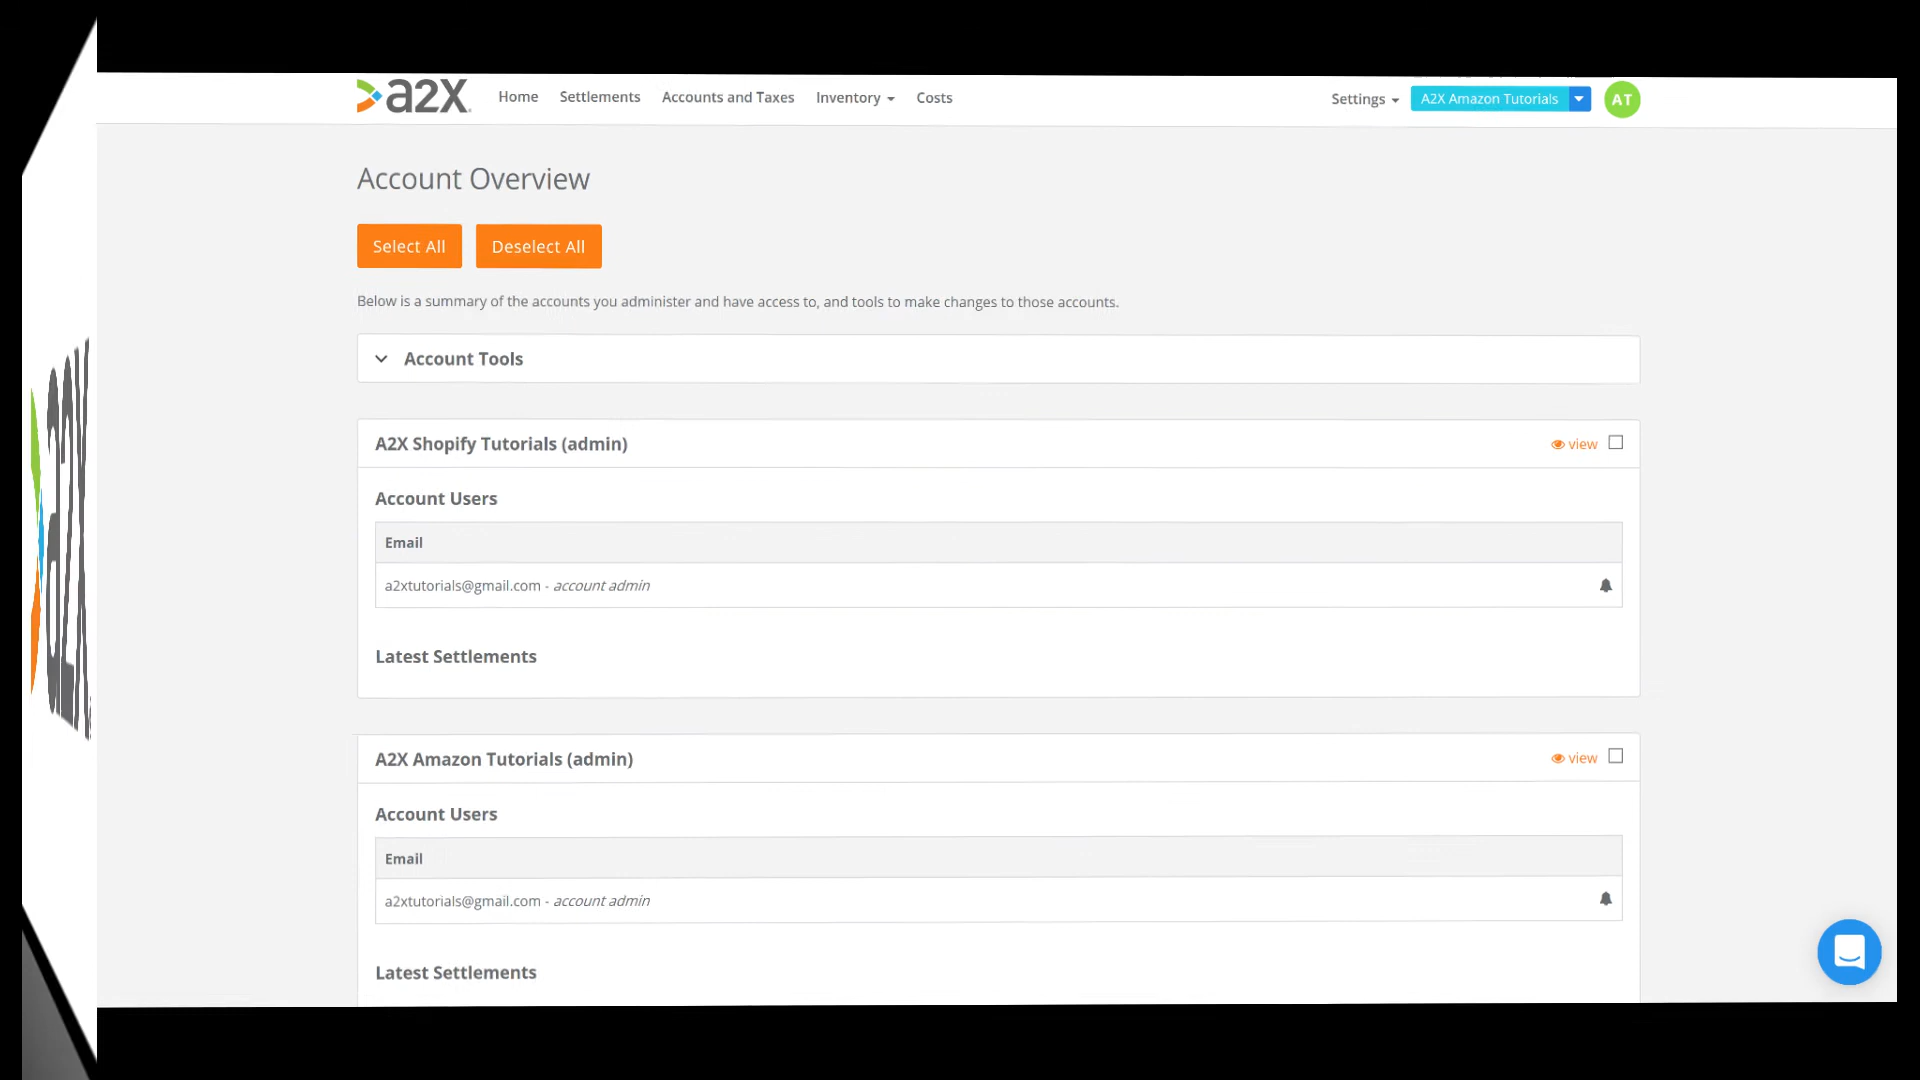 a2x
Home Settlements Accounts and Taxes Inventory Costs Settings A2X Amazon Tutorials AT
Account Overview
Select All Deselect All
Below is a summary of the accounts you administer and have access to, and tools to make changes to those accounts.
Account Tools
A2X Shopify Tutorials (admin) view
Account Users
Email
a2xtutorials@gmail.com - account admin
Latest Settlements
A2X Amazon Tutorials (admin) view
Account Users
Email
a2xtutorials@gmail.com - account admin
Latest Settlements
a2x